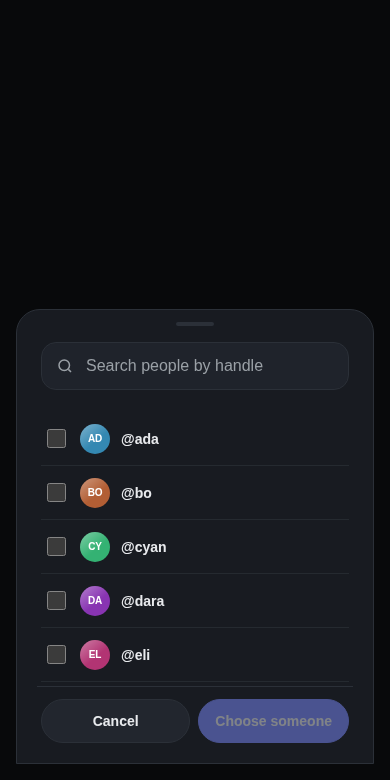 Search people by handle
AD @ada
BO @bo
CY @cyan
DA @dara
EL @eli
Cancel Choose someone